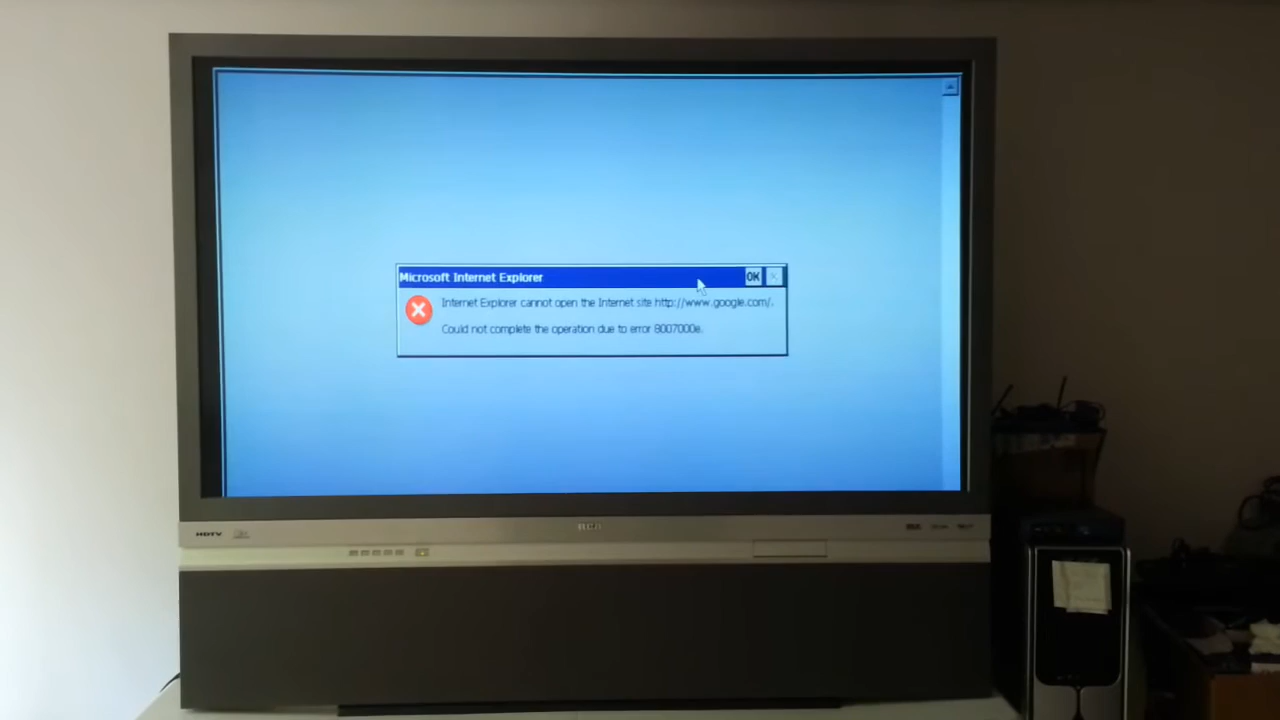 Microsoft Internet Explorer OK
Internet Explorer cannot open the Internet site http://www.google.com/.
Could not complete the operation due to error 8007000e.
HDTV